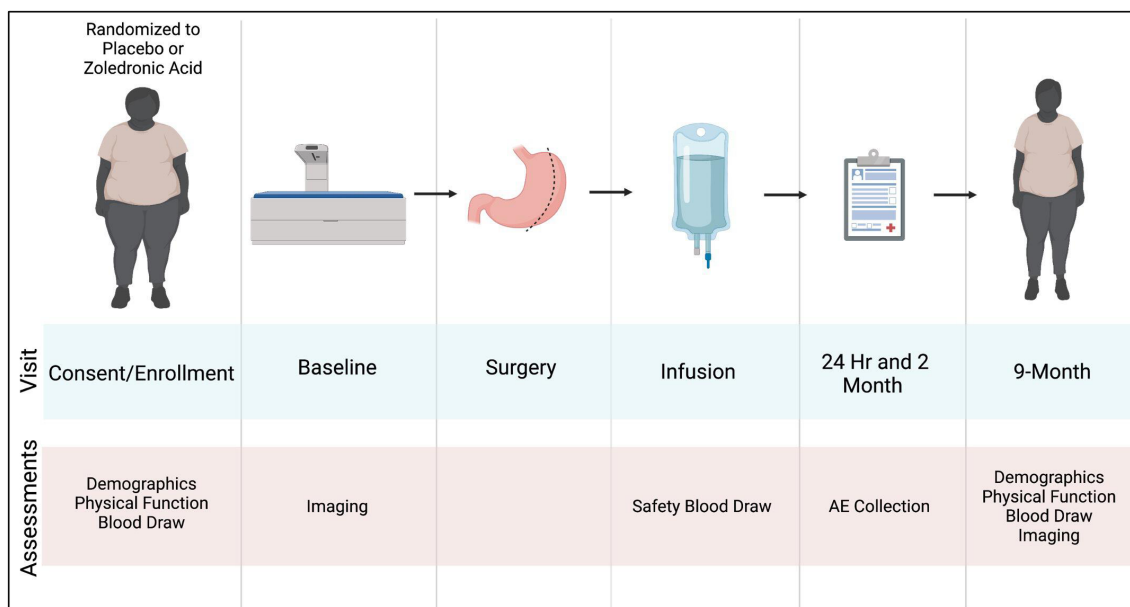 Randomized to
Placebo or
Zoledronic Acid
Visit
Consent/Enrollment
Baseline
Surgery
Infusion
24 Hr and 2
Month
9-Month
Assessments
Demographics
Physical Function
Blood Draw
Imaging
Safety Blood Draw
AE Collection
Demographics
Physical Function
Blood Draw
Imaging